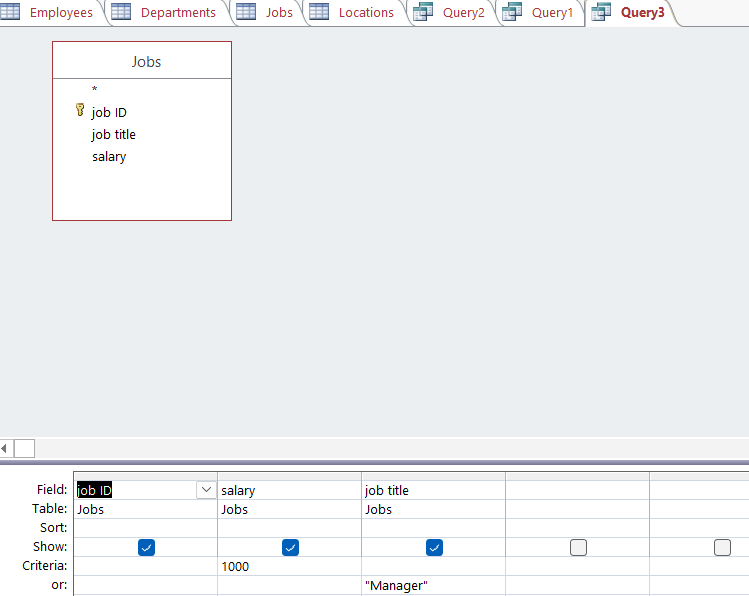 Employees Departments Jobs Locations Query2 Query1 Query3
Jobs
*
job ID
job title
salary
Field: job ID salary job title
Table: Jobs Jobs Jobs
Sort:
Show:
Criteria: 1000
or: "Manager"